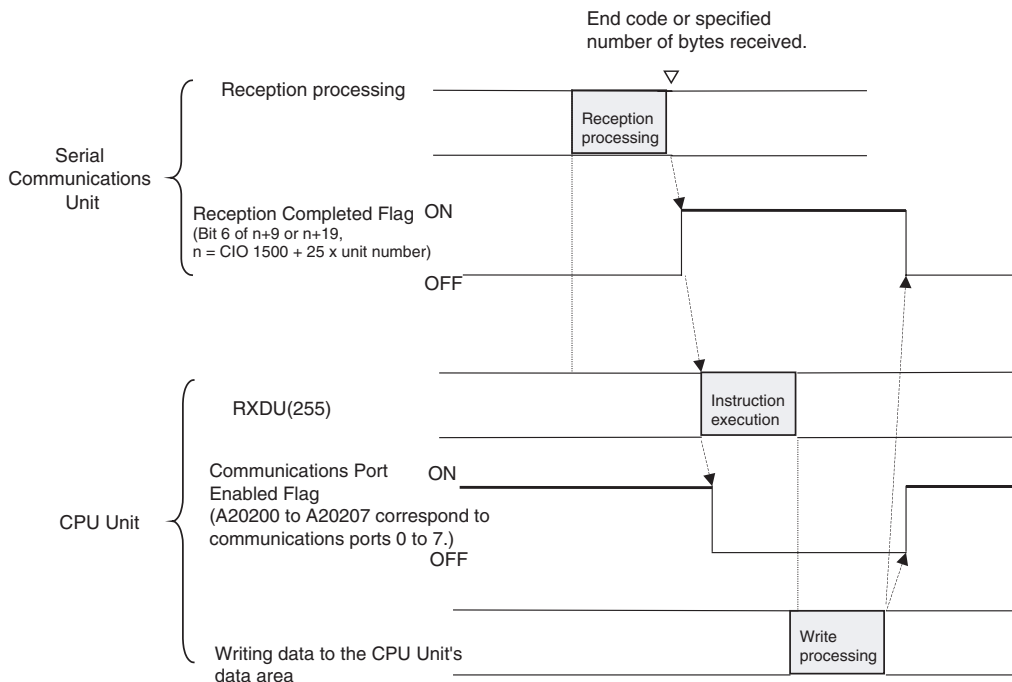 End code or specified
number of bytes received.
Reception processing
Reception
processing
Serial
Communications
Unit
Reception Completed Flag
(Bit 6 of n+9 or n+19,
n = CIO 1500 + 25 x unit number)
ON
OFF
RXDU(255)
Instruction
execution
CPU Unit
Communications Port
Enabled Flag
(A20200 to A20207 correspond to
communications ports 0 to 7.)
ON
OFF
Write
processing
Writing data to the CPU Unit's
data area